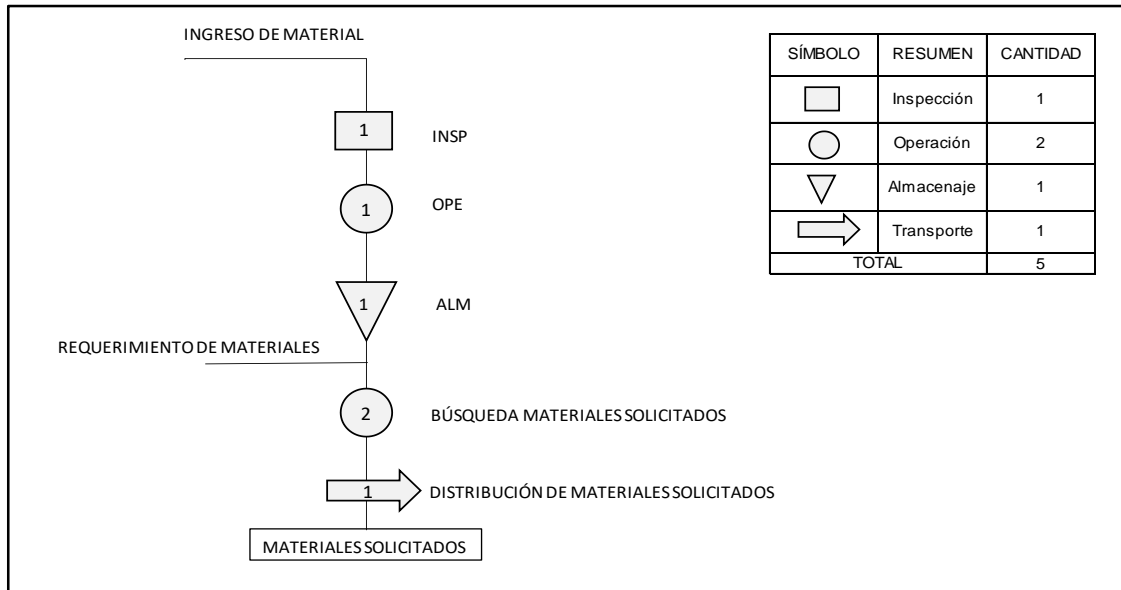 INGRESO DE MATERIAL
1
INSP
1
OPE
1
ALM
REQUERIMIENTO DE MATERIALES
2
BÚSQUEDA MATERIALES SOLICITADOS
1
DISTRIBUCIÓN DE MATERIALES SOLICITADOS
MATERIALES SOLICITADOS
SÍMBOLO RESUMEN CANTIDAD
Inspección 1
Operación 2
Almacenaje 1
Transporte 1
TOTAL 5